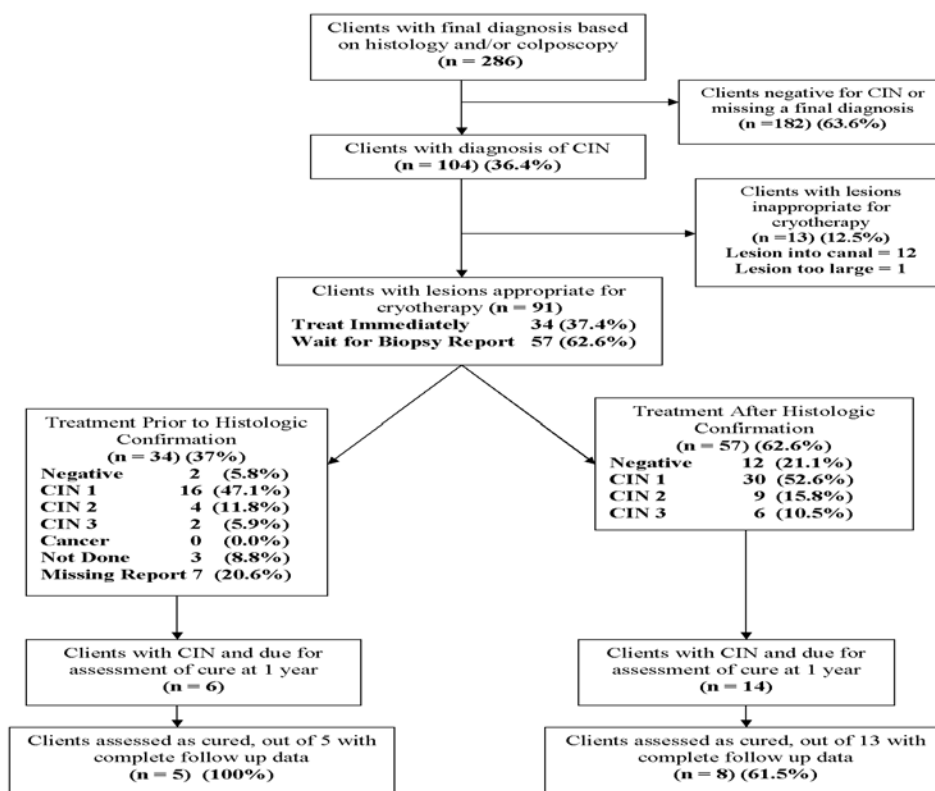 Clients with final diagnosis based
on histology and/or colposcopy
(n = 286)
Clients negative for CIN or
missing a final diagnosis
(n =182) (63.6%)
Clients with diagnosis of CIN
(n = 104) (36.4%)
Clients with lesions
inappropriate for
cryotherapy
(n =13) (12.5%)
Lesion into canal = 12
Lesion too large = 1
Clients with lesions appropriate for
cryotherapy (n = 91)
Treat Immediately 34 (37.4%)
Wait for Biopsy Report 57 (62.6%)
Treatment Prior to Histologic
Confirmation
(n = 34) (37%)
Negative 2 (5.8%)
CIN 1 16 (47.1%)
CIN 2 4 (11.8%)
CIN 3 2 (5.9%)
Cancer 0 (0.0%)
Not Done 3 (8.8%)
Missing Report 7 (20.6%)
Treatment After Histologic
Confirmation
(n = 57) (62.6%)
Negative 12 (21.1%)
CIN 1 30 (52.6%)
CIN 2 9 (15.8%)
CIN 3 6 (10.5%)
Clients with CIN and due for
assessment of cure at 1 year
(n = 6)
Clients with CIN and due for
assessment of cure at 1 year
(n = 14)
Clients assessed as cured, out of 5 with
complete follow up data
(n = 5) (100%)
Clients assessed as cured, out of 13 with
complete follow up data
(n = 8) (61.5%)